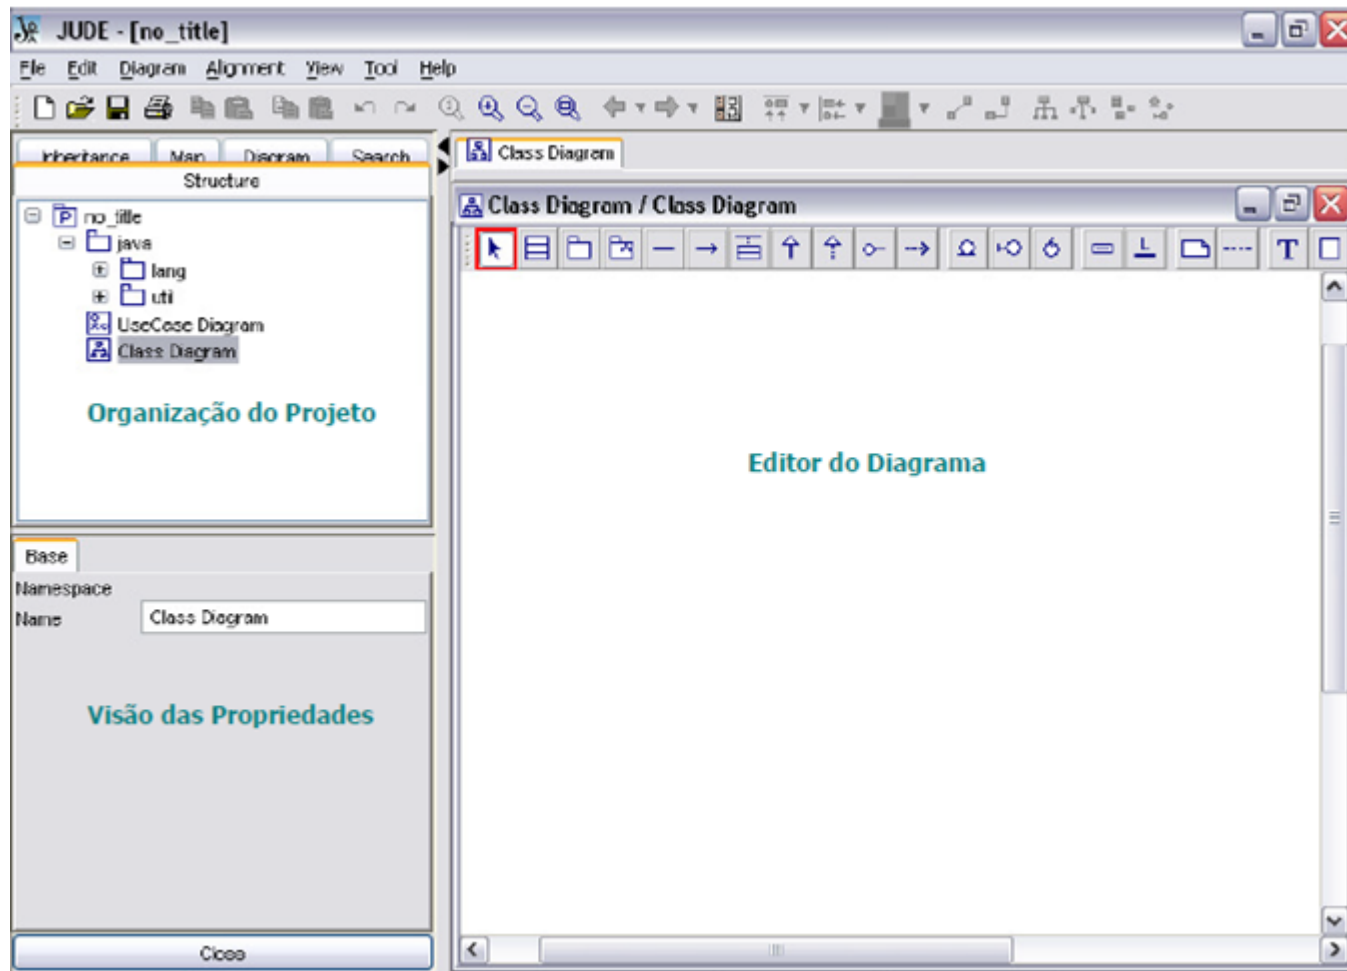 JUDE - [no_title]
File Edit Diagram Alignment View Tool Help
Inheritance Map Diagram Search
Structure
no_title
java
lang
util
UseCase Diagram
Class Diagram
Organização do Projeto
Base
Namespace
Name Class Diagram
Visão das Propriedades
Close
Class Diagram
Class Diagram / Class Diagram
T
Editor do Diagrama